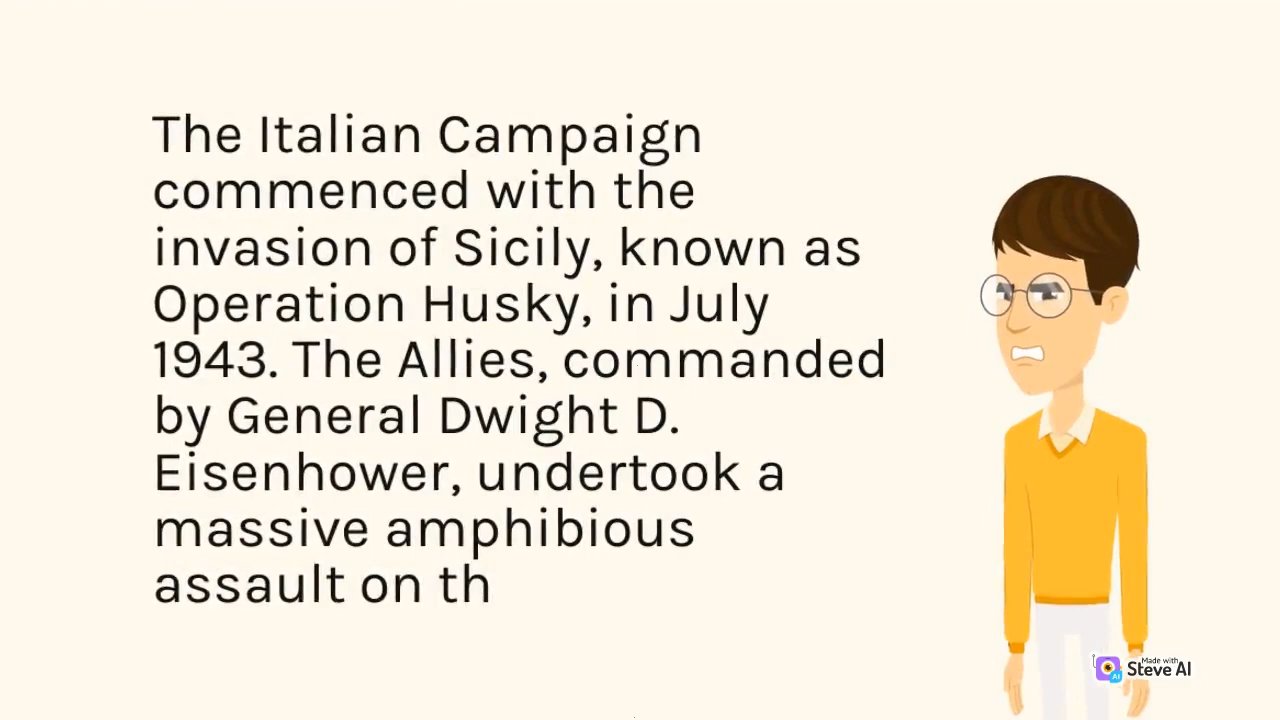 The Italian Campaign
commenced with the
invasion of Sicily, known as
Operation Husky, in July
1943. The Allies, commanded
by General Dwight D.
Eisenhower, undertook a
massive amphibious
assault on th
Made with
Steve AI
AI